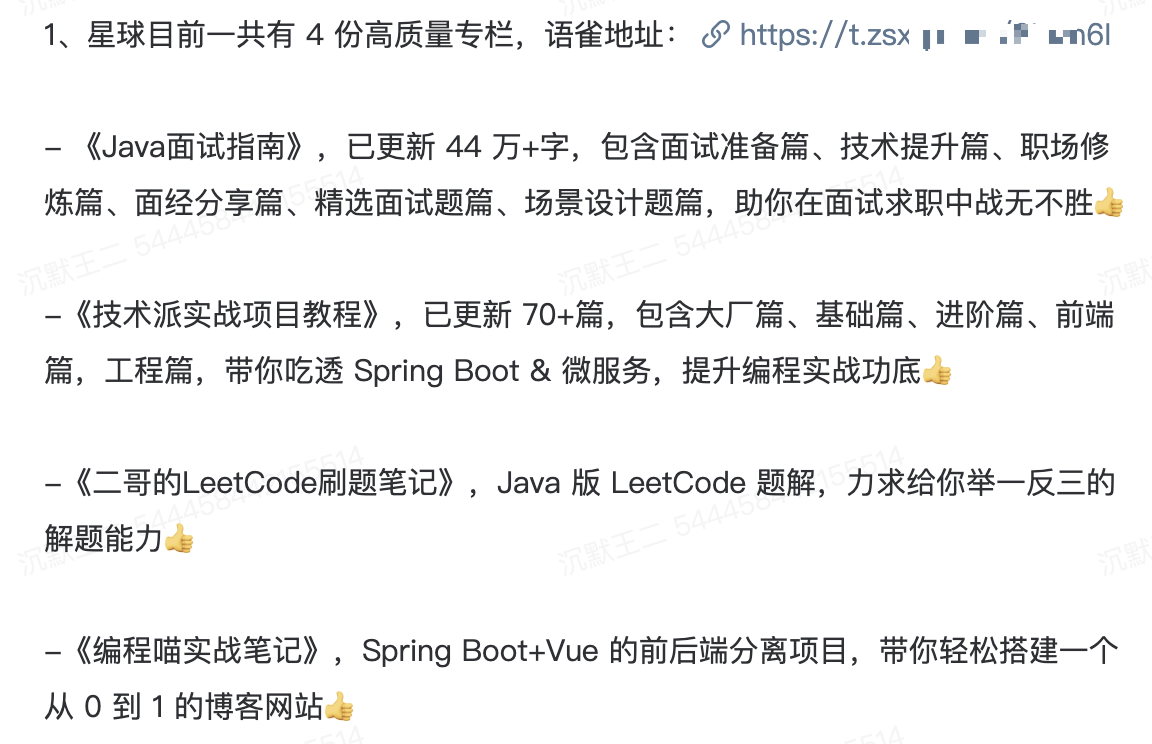 1、星球目前一共有 4 份高质量专栏，语雀地址： https://t.zsx
– 《Java面试指南》，已更新 44 万+字，包含面试准备篇、技术提升篇、职场修
炼篇、面经分享篇、精选面试题篇、场景设计题篇，助你在面试求职中战无不胜👍
–《技术派实战项目教程》，已更新 70+篇，包含大厂篇、基础篇、进阶篇、前端
篇，工程篇，带你吃透 Spring Boot & 微服务，提升编程实战功底👍
–《二哥的LeetCode刷题笔记》，Java 版 LeetCode 题解，力求给你举一反三的
解题能力👍
–《编程喵实战笔记》，Spring Boot+Vue 的前后端分离项目，带你轻松搭建一个
从 0 到 1 的博客网站👍